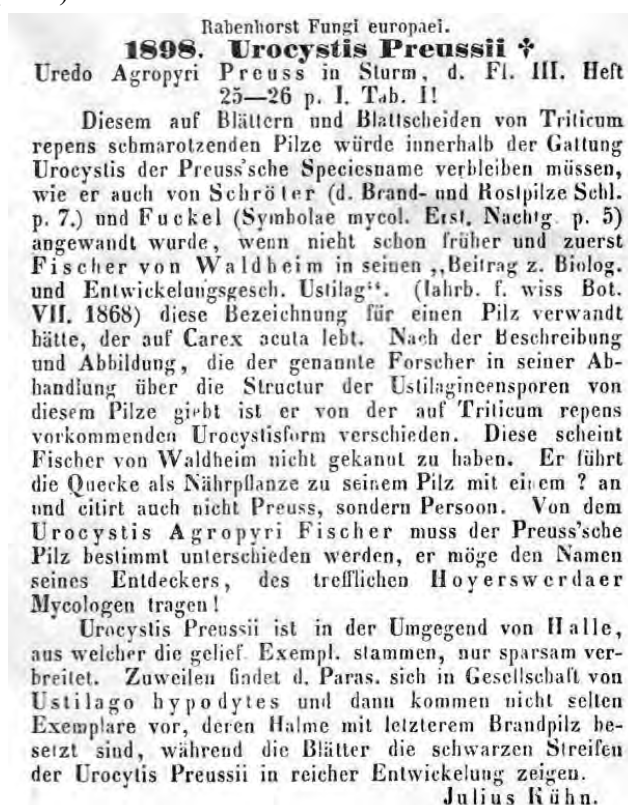 Rabenhorst Fungi europaei.
1898. Urocystis Preussii ✝
Uredo Agropyri Preuss in Sturm, d. Fl. III. Heft
25—26 p. I. Tab. I!
Diesem auf Blättern und Blattscheiden von Triticum
repens schmarotzenden Pilze würde innerhalb der Gattung
Urocystis der Preuss'sche Speciesname verbleiben müssen,
wie er auch von Schröter (d. Brand- und Rostpilze Schl.
p. 7.) und Fuckel (Symbolae mycol. Erst. Nachtg. p. 5)
angewandt wurde, wenn nicht schon früher und zuerst
Fischer von Waldheim in seinen „Beitrag z. Biolog.
und Entwickelungsgesch. Ustilag“. (Iahrb. f. wiss Bot.
VII. 1868) diese Bezeichnung für einen Pilz verwandt
hätte, der auf Carex acuta lebt. Nach der Beschreibung
und Abbildung, die der genannte Forscher in seiner Ab-
handlung über die Structur der Ustilagineensporen von
diesem Pilze giebt ist er von der auf Triticum repens
vorkommenden Urocystisform verschieden. Diese scheint
Fischer von Waldheim nicht gekannt zu haben. Er führt
die Quecke als Nährpflanze zu seinem Pilz mit einem ? an
und citirt auch nicht Preuss, sondern Persoon. Von dem
Urocystis Agropyri Fischer muss der Preuss'sche
Pilz bestimmt unterschieden werden, er möge den Namen
seines Entdeckers, des trefflichen Hoyerswerdaer
Mycologen tragen!
Urocystis Preussii ist in der Umgegend von Halle,
aus welcher die gelief. Exempl. stammen, nur sparsam ver-
breitet. Zuweilen findet d. Paras. sich in Gesellschaft von
Ustilago hypodytes und dann kommen nicht selten
Exemplare vor, deren Halme mit letzterem Brandpilz be-
setzt sind, während die Blätter die schwarzen Streifen
der Urocytis Preussii in reicher Entwickelung zeigen.
Julius Kühn.